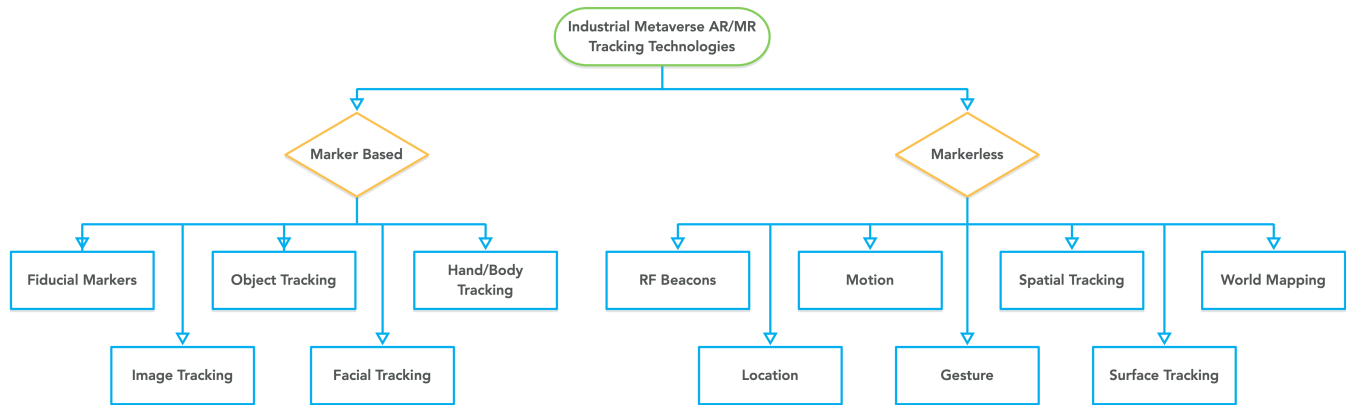 Industrial Metaverse AR/MR
Tracking Technologies
Marker Based
Markerless
Fiducial Markers
Object Tracking
Hand/Body
Tracking
RF Beacons
Motion
Spatial Tracking
World Mapping
Image Tracking
Facial Tracking
Location
Gesture
Surface Tracking